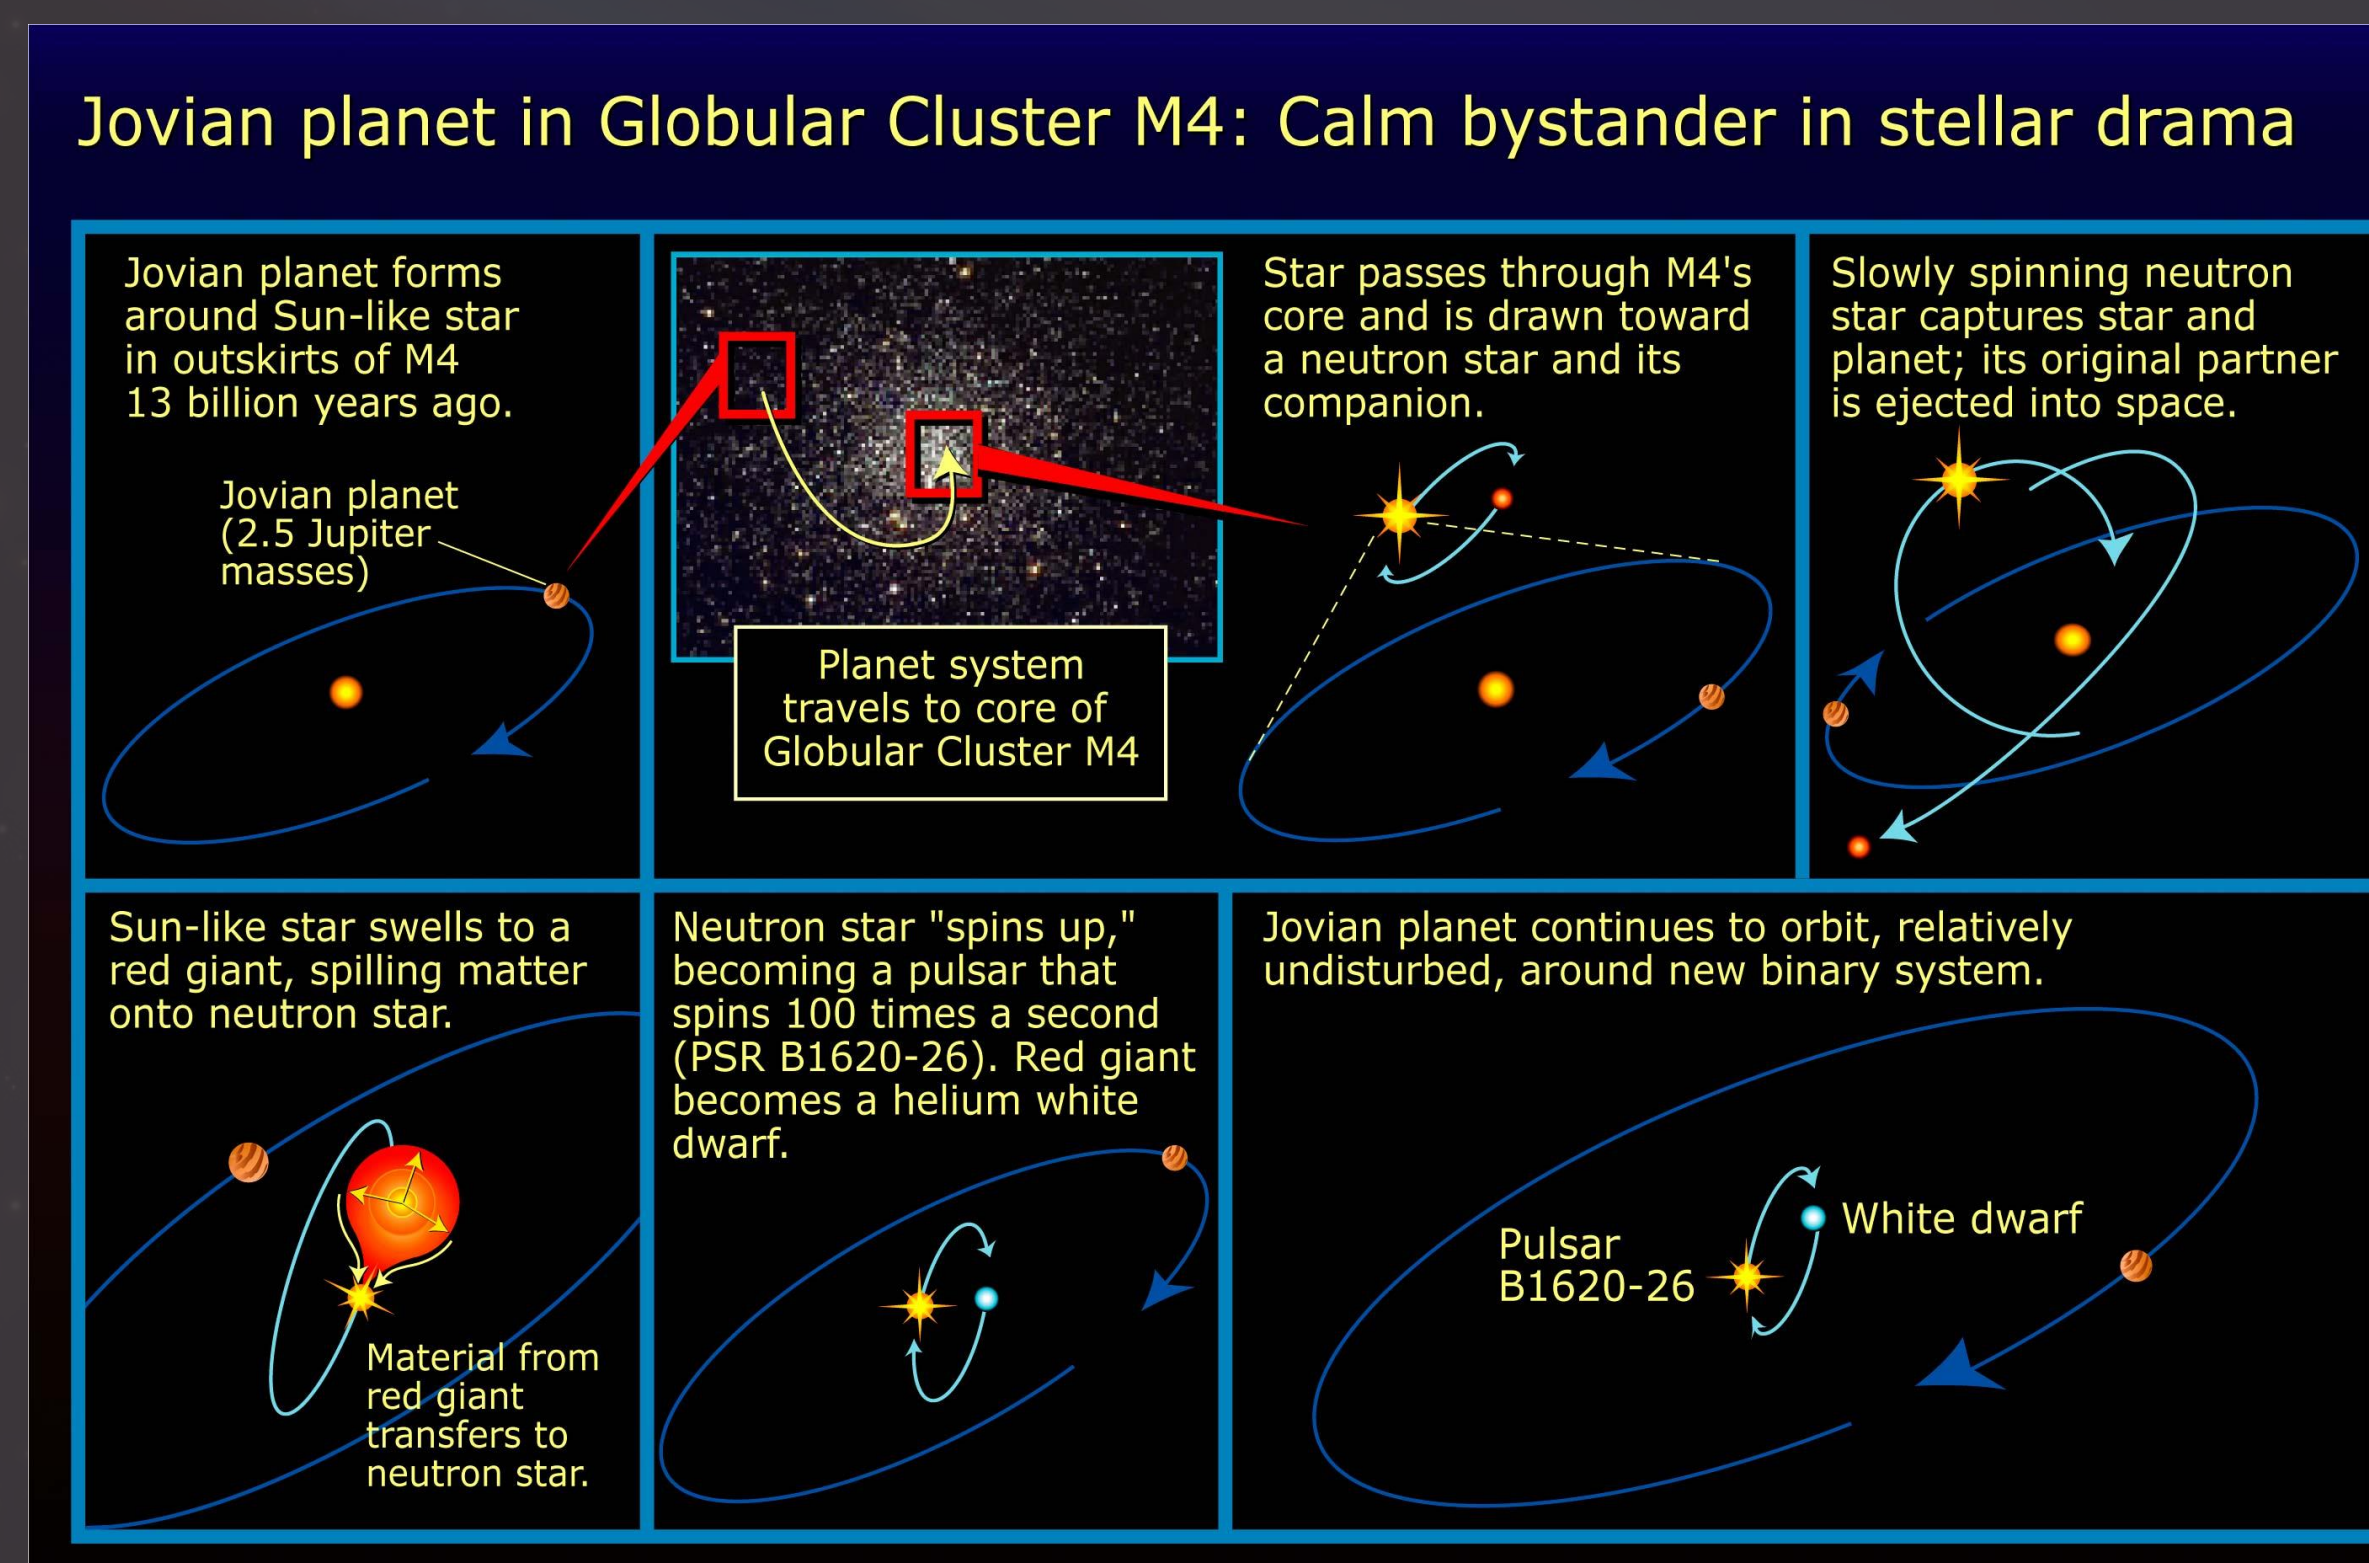 Jovian planet in Globular Cluster M4: Calm bystander in stellar drama
Jovian planet forms
around Sun-like star
in outskirts of M4
13 billion years ago.
Jovian planet
(2.5 Jupiter
masses)
Planet system
travels to core of
Globular Cluster M4
Star passes through M4's
core and is drawn toward
a neutron star and its
companion.
Slowly spinning neutron
star captures star and
planet; its original partner
is ejected into space.
Sun-like star swells to a
red giant, spilling matter
onto neutron star.
Material from
red giant
transfers to
neutron star.
Neutron star "spins up,"
becoming a pulsar that
spins 100 times a second
(PSR B1620-26). Red giant
becomes a helium white
dwarf.
Jovian planet continues to orbit, relatively
undisturbed, around new binary system.
White dwarf
Pulsar
B1620-26